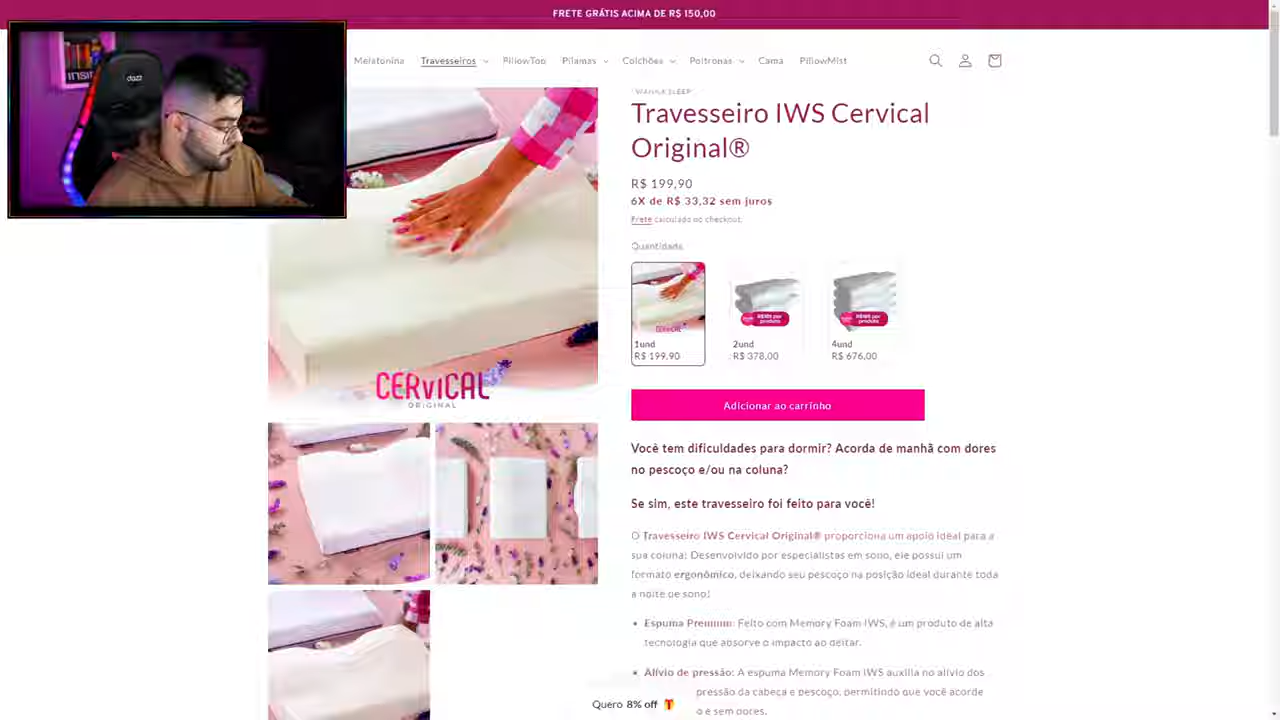 FRETE GRÁTIS ACIMA DE R$ 150,00
Melatonina Travesseiros PillowTop Pijamas Colchões Poltronas Cama PillowMist
I WANNA SLEEP
Travesseiro IWS Cervical
Original®
R$ 199,90
6X de R$ 33,32 sem juros
Frete calculado no checkout.
Quantidade
1und
R$ 199,90
2und
R$ 378,00
4und
R$ 676,00
CERVICAL
ORIGINAL
Adicionar ao carrinho
Você tem dificuldades para dormir? Acorda de manhã com dores
no pescoço e/ou na coluna?
Se sim, este travesseiro foi feito para você!
O Travesseiro IWS Cervical Original® proporciona um apoio ideal para a
sua coluna! Desenvolvido por especialistas em sono, ele possui um
formato ergonômico, deixando seu pescoço na posição ideal durante toda
a noite de sono!
• Espuma Premium: Feito com Memory Foam IWS, é um produto de alta
tecnologia que absorve o impacto ao deitar.
• Alívio de pressão: A espuma Memory Foam IWS auxilia no alívio dos
pressão da cabeça e pescoço, permitindo que você acorde
o e sem dores.
Quero 8% off